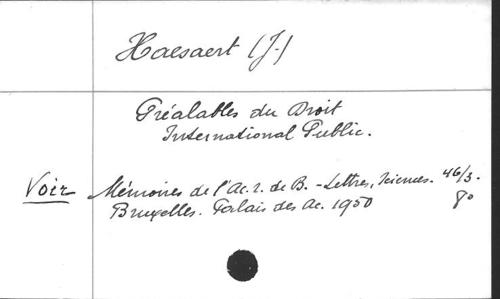 Haesaert (J.)
Préalables du Droit
International Public.
Voir Mémoires de l'Ac. r. de B. - Lettres, Sciences. 46/3.
Bruxelles. Palais des Ac. 1950 8º